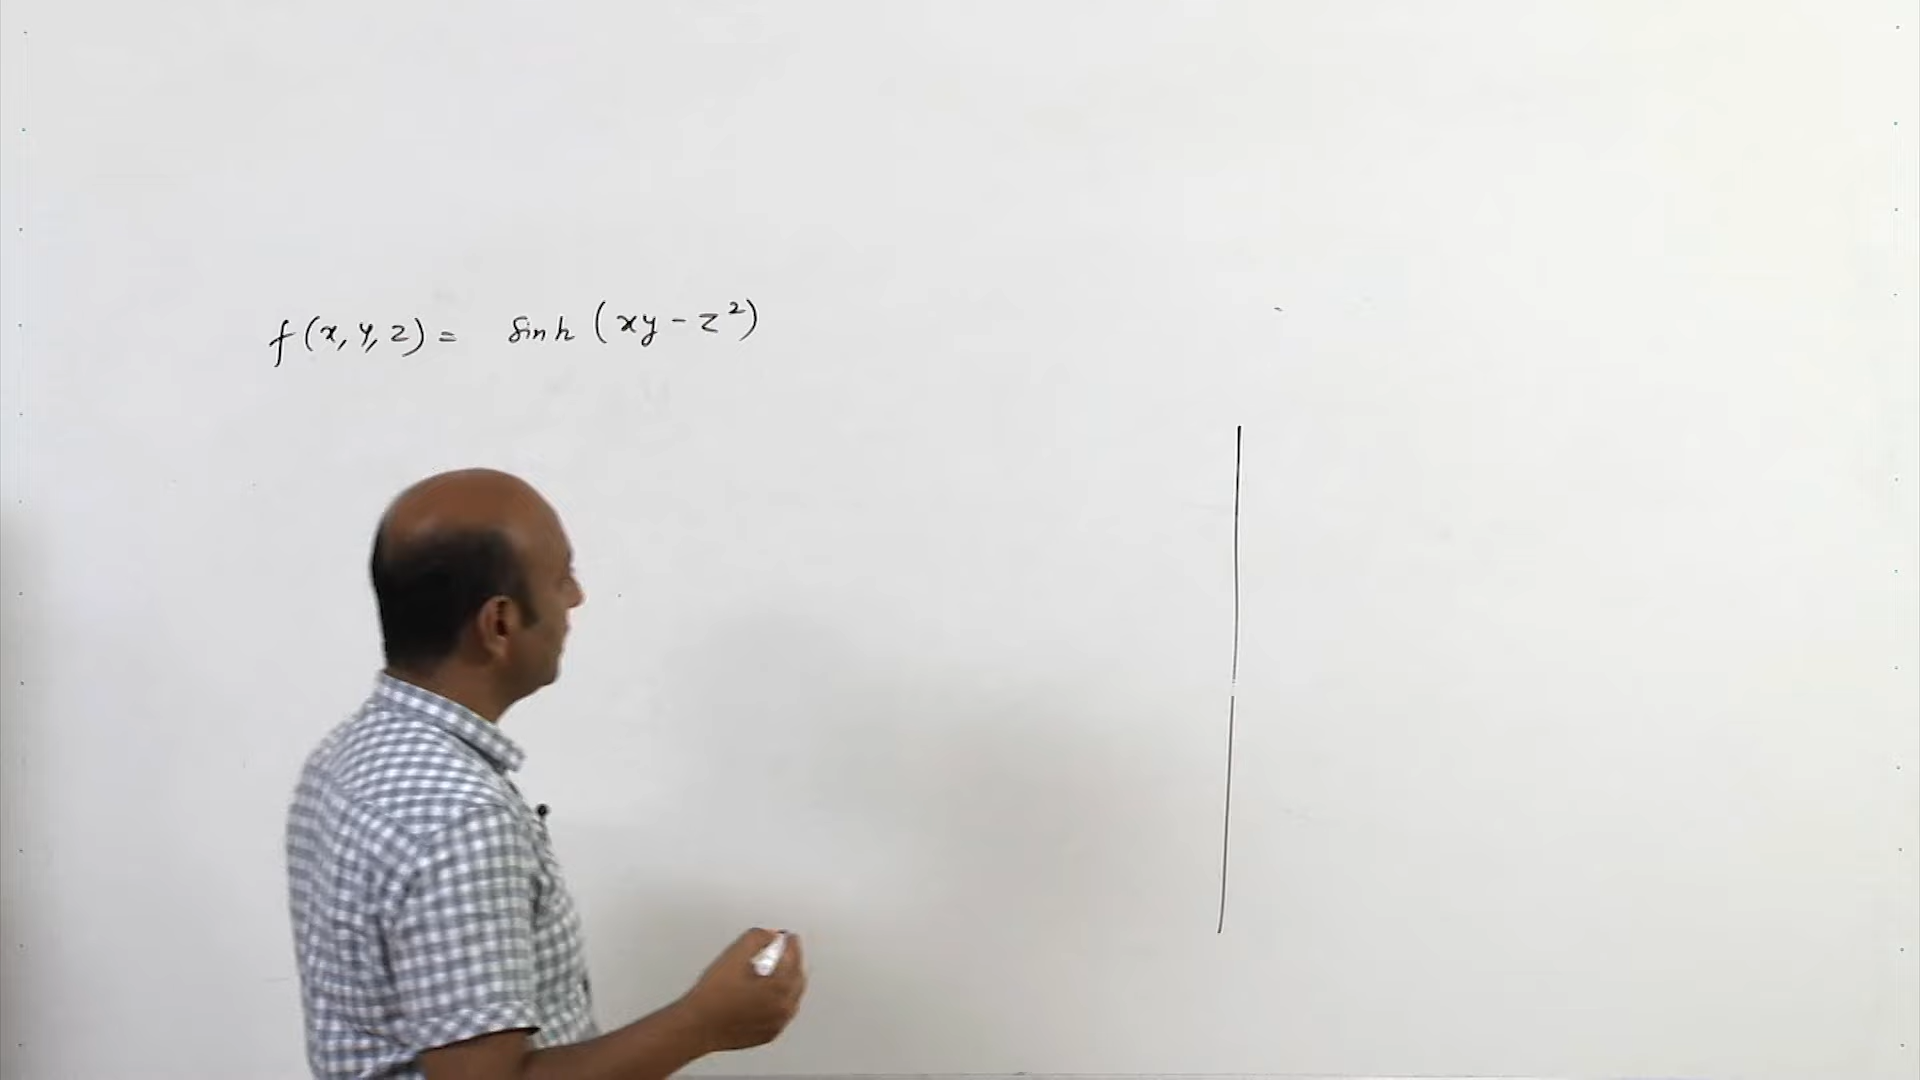 f(x, y, z) = sinh (xy - z²)